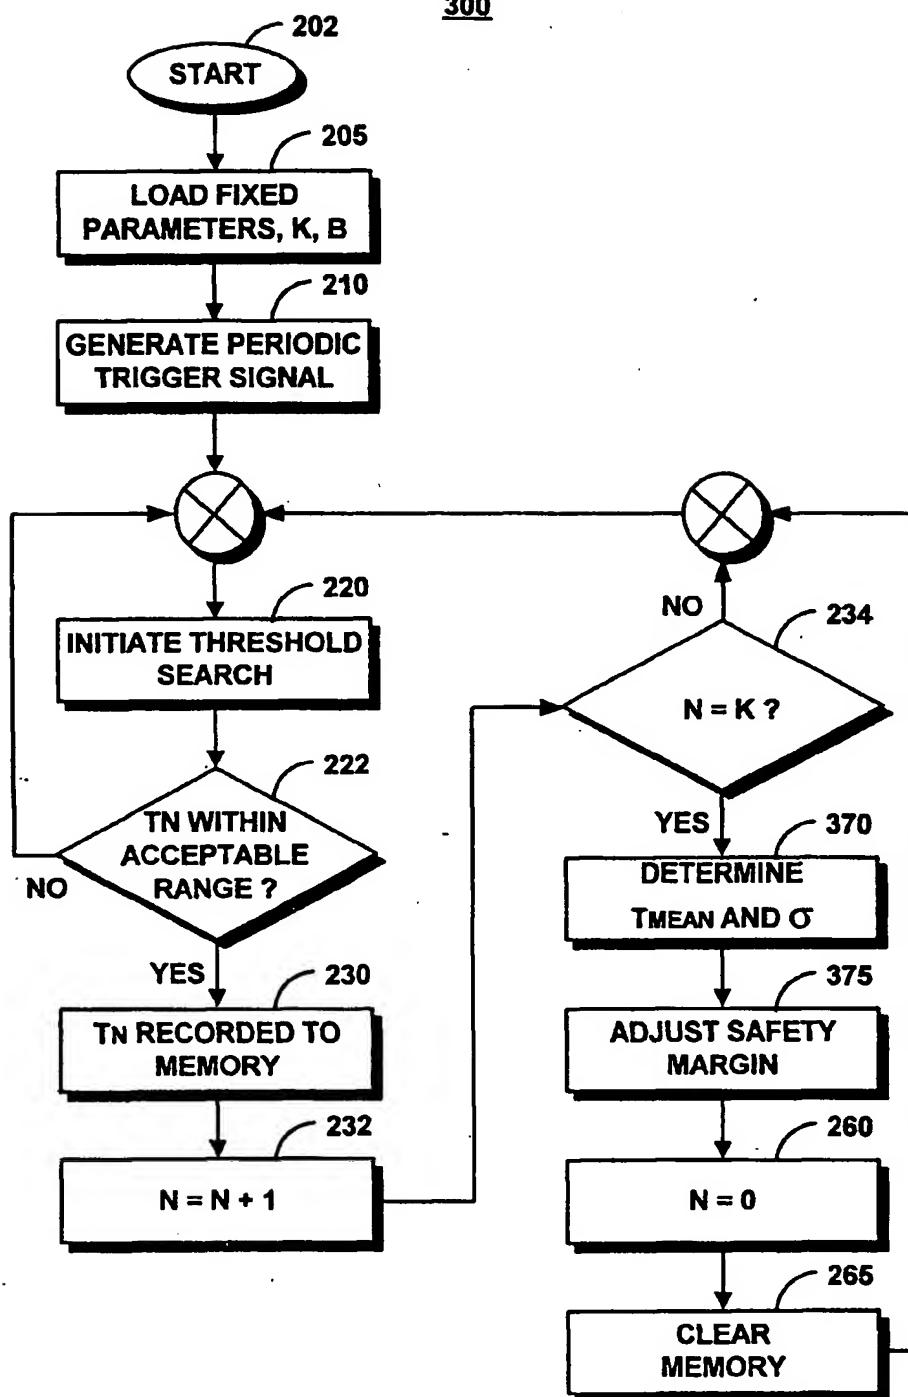 300
202
START
205
LOAD FIXED
PARAMETERS, K, B
210
GENERATE PERIODIC
TRIGGER SIGNAL
220
INITIATE THRESHOLD
SEARCH
222
TN WITHIN
ACCEPTABLE
RANGE ?
NO
YES
230
TN RECORDED TO
MEMORY
232
N = N + 1
NO
234
N = K ?
YES
370
DETERMINE
TMEAN AND σ
375
ADJUST SAFETY
MARGIN
260
N = 0
265
CLEAR
MEMORY